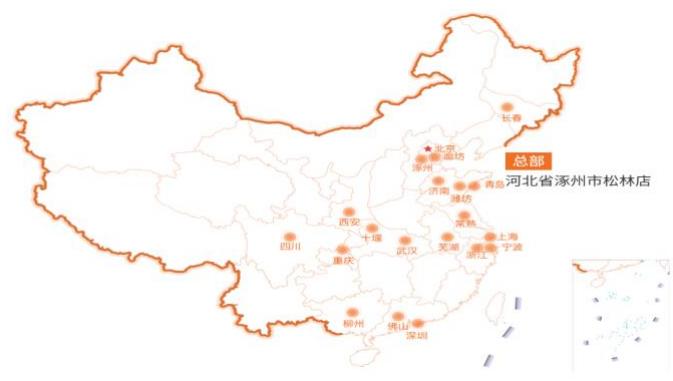 长春
北京
廊坊
涿州
总部
河北省涿州市松林店
济南
青岛
潍坊
常熟
西安
十堰
四川
重庆
武汉
芜湖
上海
宁波
浙江
柳州
佛山
深圳